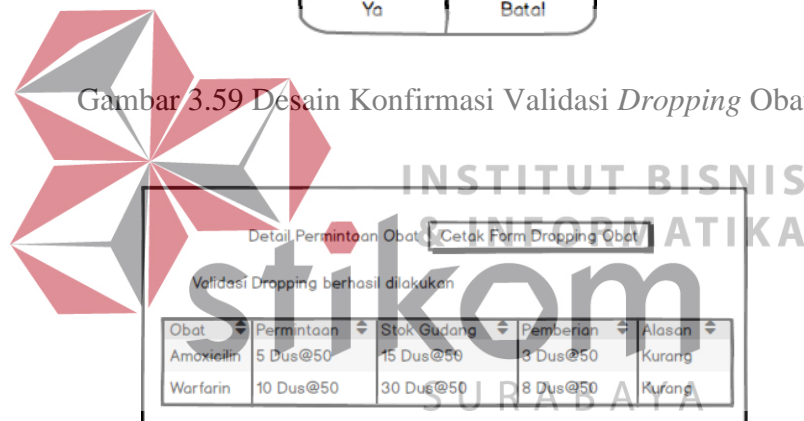 Ya Batal
Gambar 3.59 Desain Konfirmasi Validasi Dropping Obat
INSTITUT BISNIS
& INFORMATIKA
Detail Permintaan Obat Cetak Form Dropping Obat
stikom
Validasi Dropping berhasil dilakukan
Obat Permintaan Stok Gudang Pemberian Alasan
Amoxicilin 5 Dus@50 15 Dus@50 3 Dus@50 Kurang
Warfarin 10 Dus@50 30 Dus@50 8 Dus@50 Kurang
SURABAYA